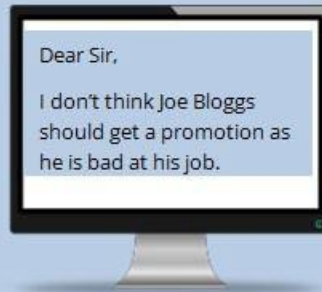 Dear Sir,
I don't think Joe Bloggs
should get a promotion as
he is bad at his job.